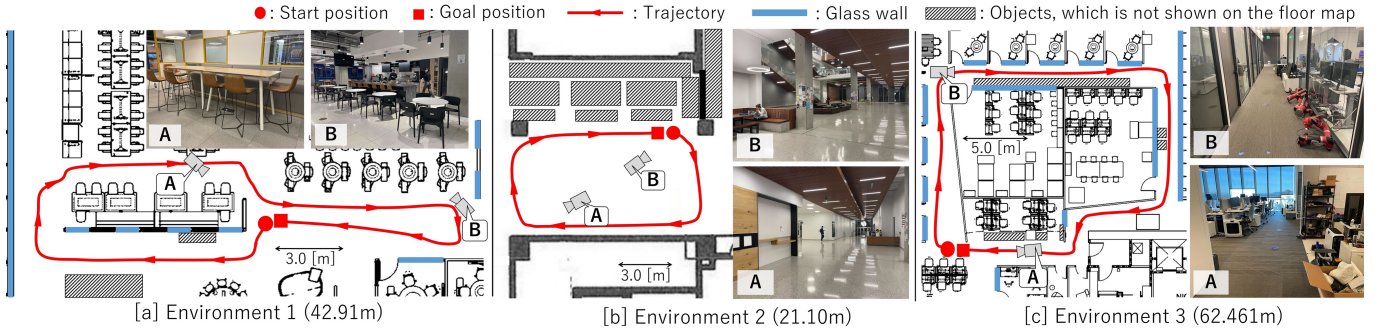 : Start position : Goal position : Trajectory : Glass wall : Objects, which is not shown on the floor map
A
B
A
B
3.0 [m]
[a] Environment 1 (42.91m)
B
A
3.0 [m]
B
A
[b] Environment 2 (21.10m)
B
5.0 [m]
A
B
A
[c] Environment 3 (62.461m)